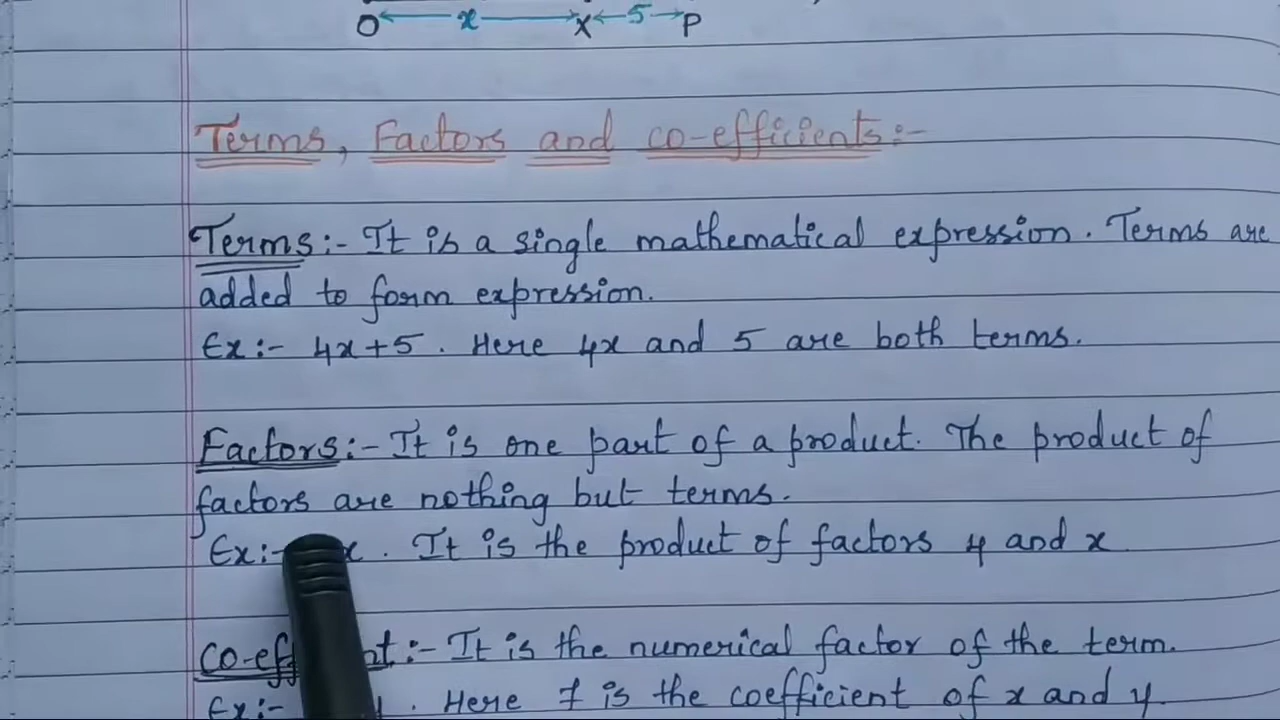 O x X 5 P
Terms, Factors and co-efficients:-
Terms:- It is a single mathematical expression. Terms are
added to form expression.
Ex:- 4x+5. Here 4x and 5 are both terms.
Factors:- It is one part of a product. The product of
factors are nothing but terms.
Ex:- x. It is the product of factors 4 and x
:- It is the numerical factor of the term.
Ex:- . Here 7 is the coefficient of x and y